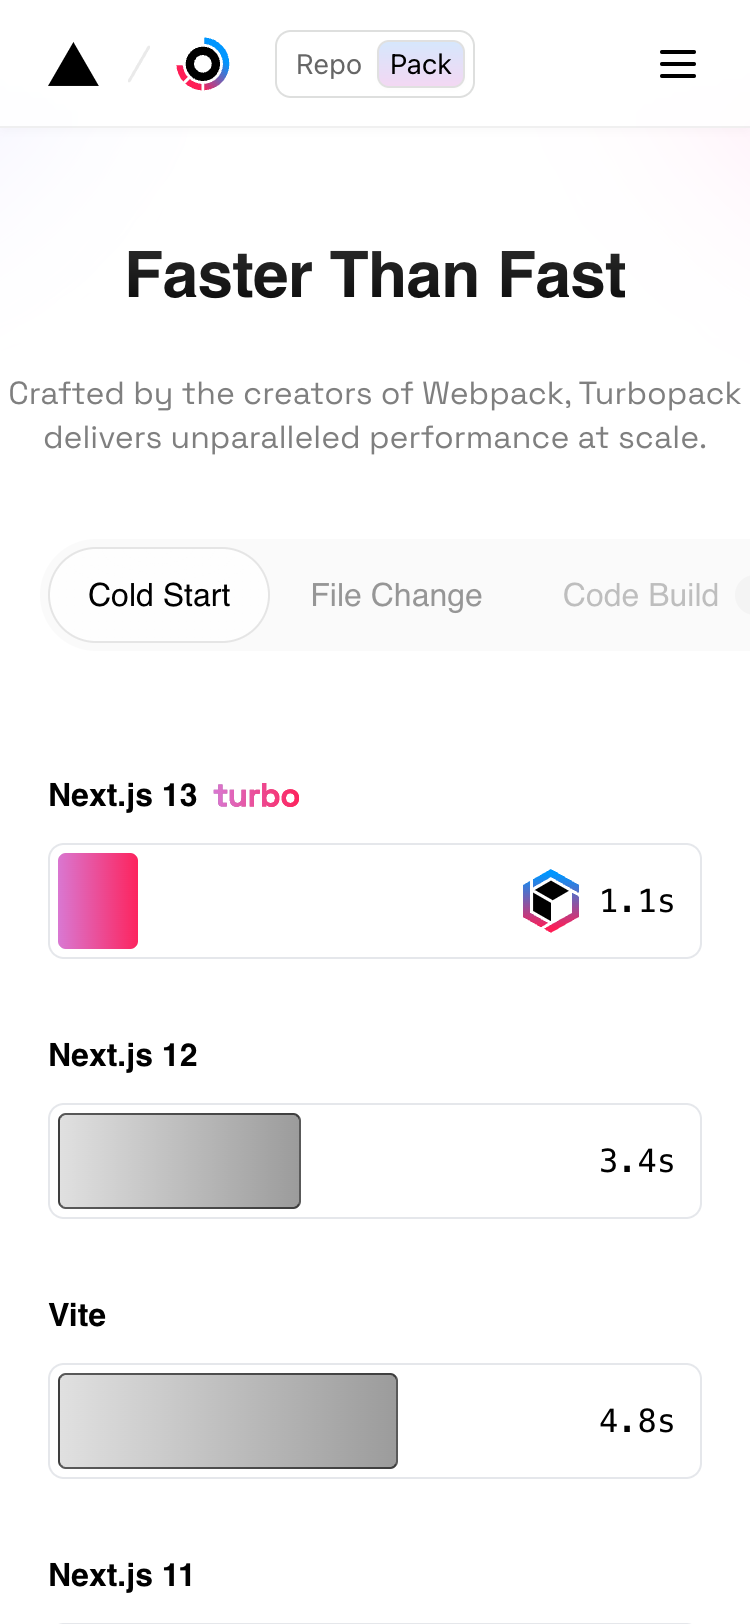 Repo Pack
Faster Than Fast
Crafted by the creators of Webpack, Turbopack
delivers unparalleled performance at scale.
Cold Start File Change Code Build
Next.js 13 turbo
1.1s
Next.js 12
3.4s
Vite
4.8s
Next.js 11